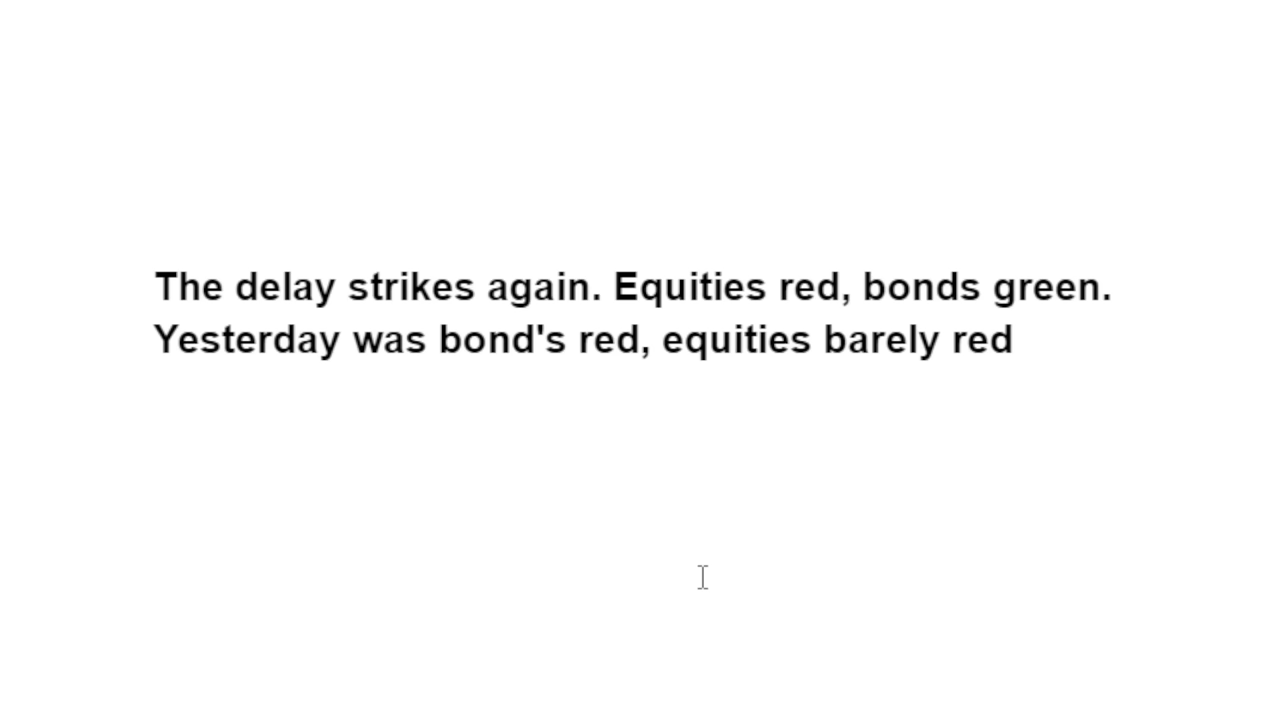 The delay strikes again. Equities red, bonds green.
Yesterday was bond's red, equities barely red